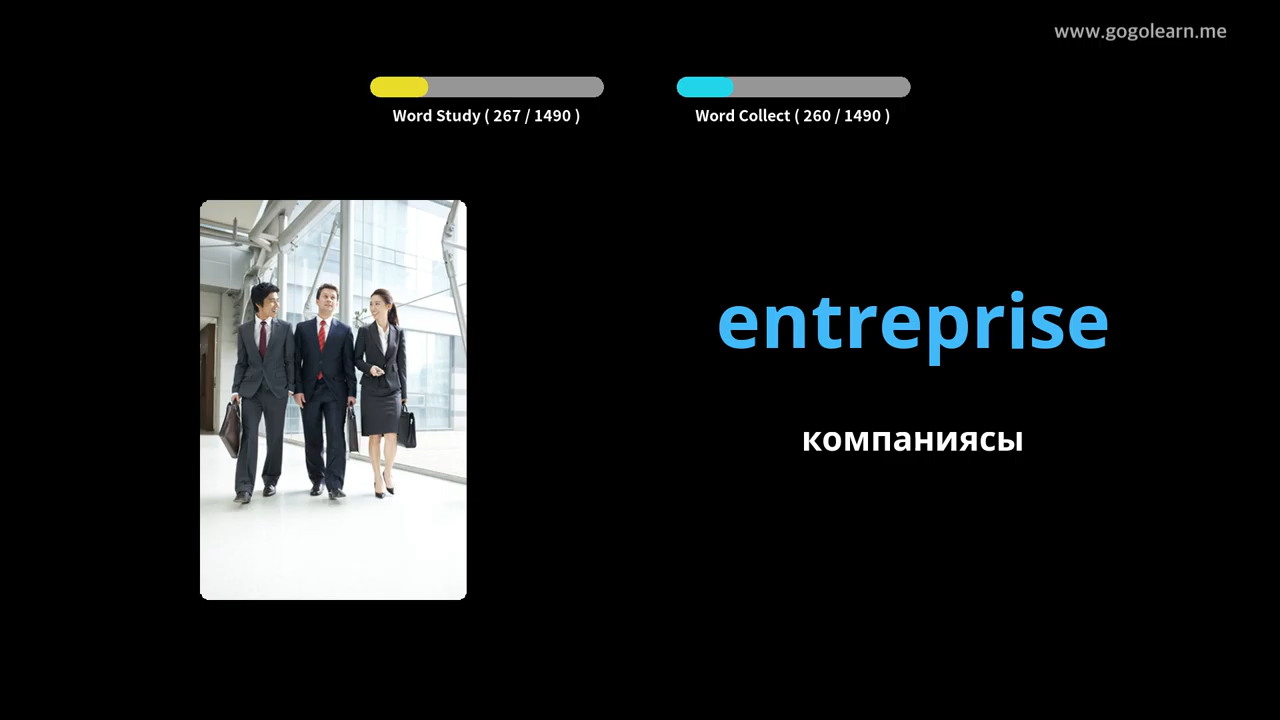 www.gogolearn.me
Word Study ( 267 / 1490 )
Word Collect ( 260 / 1490 )
entreprise
компаниясы